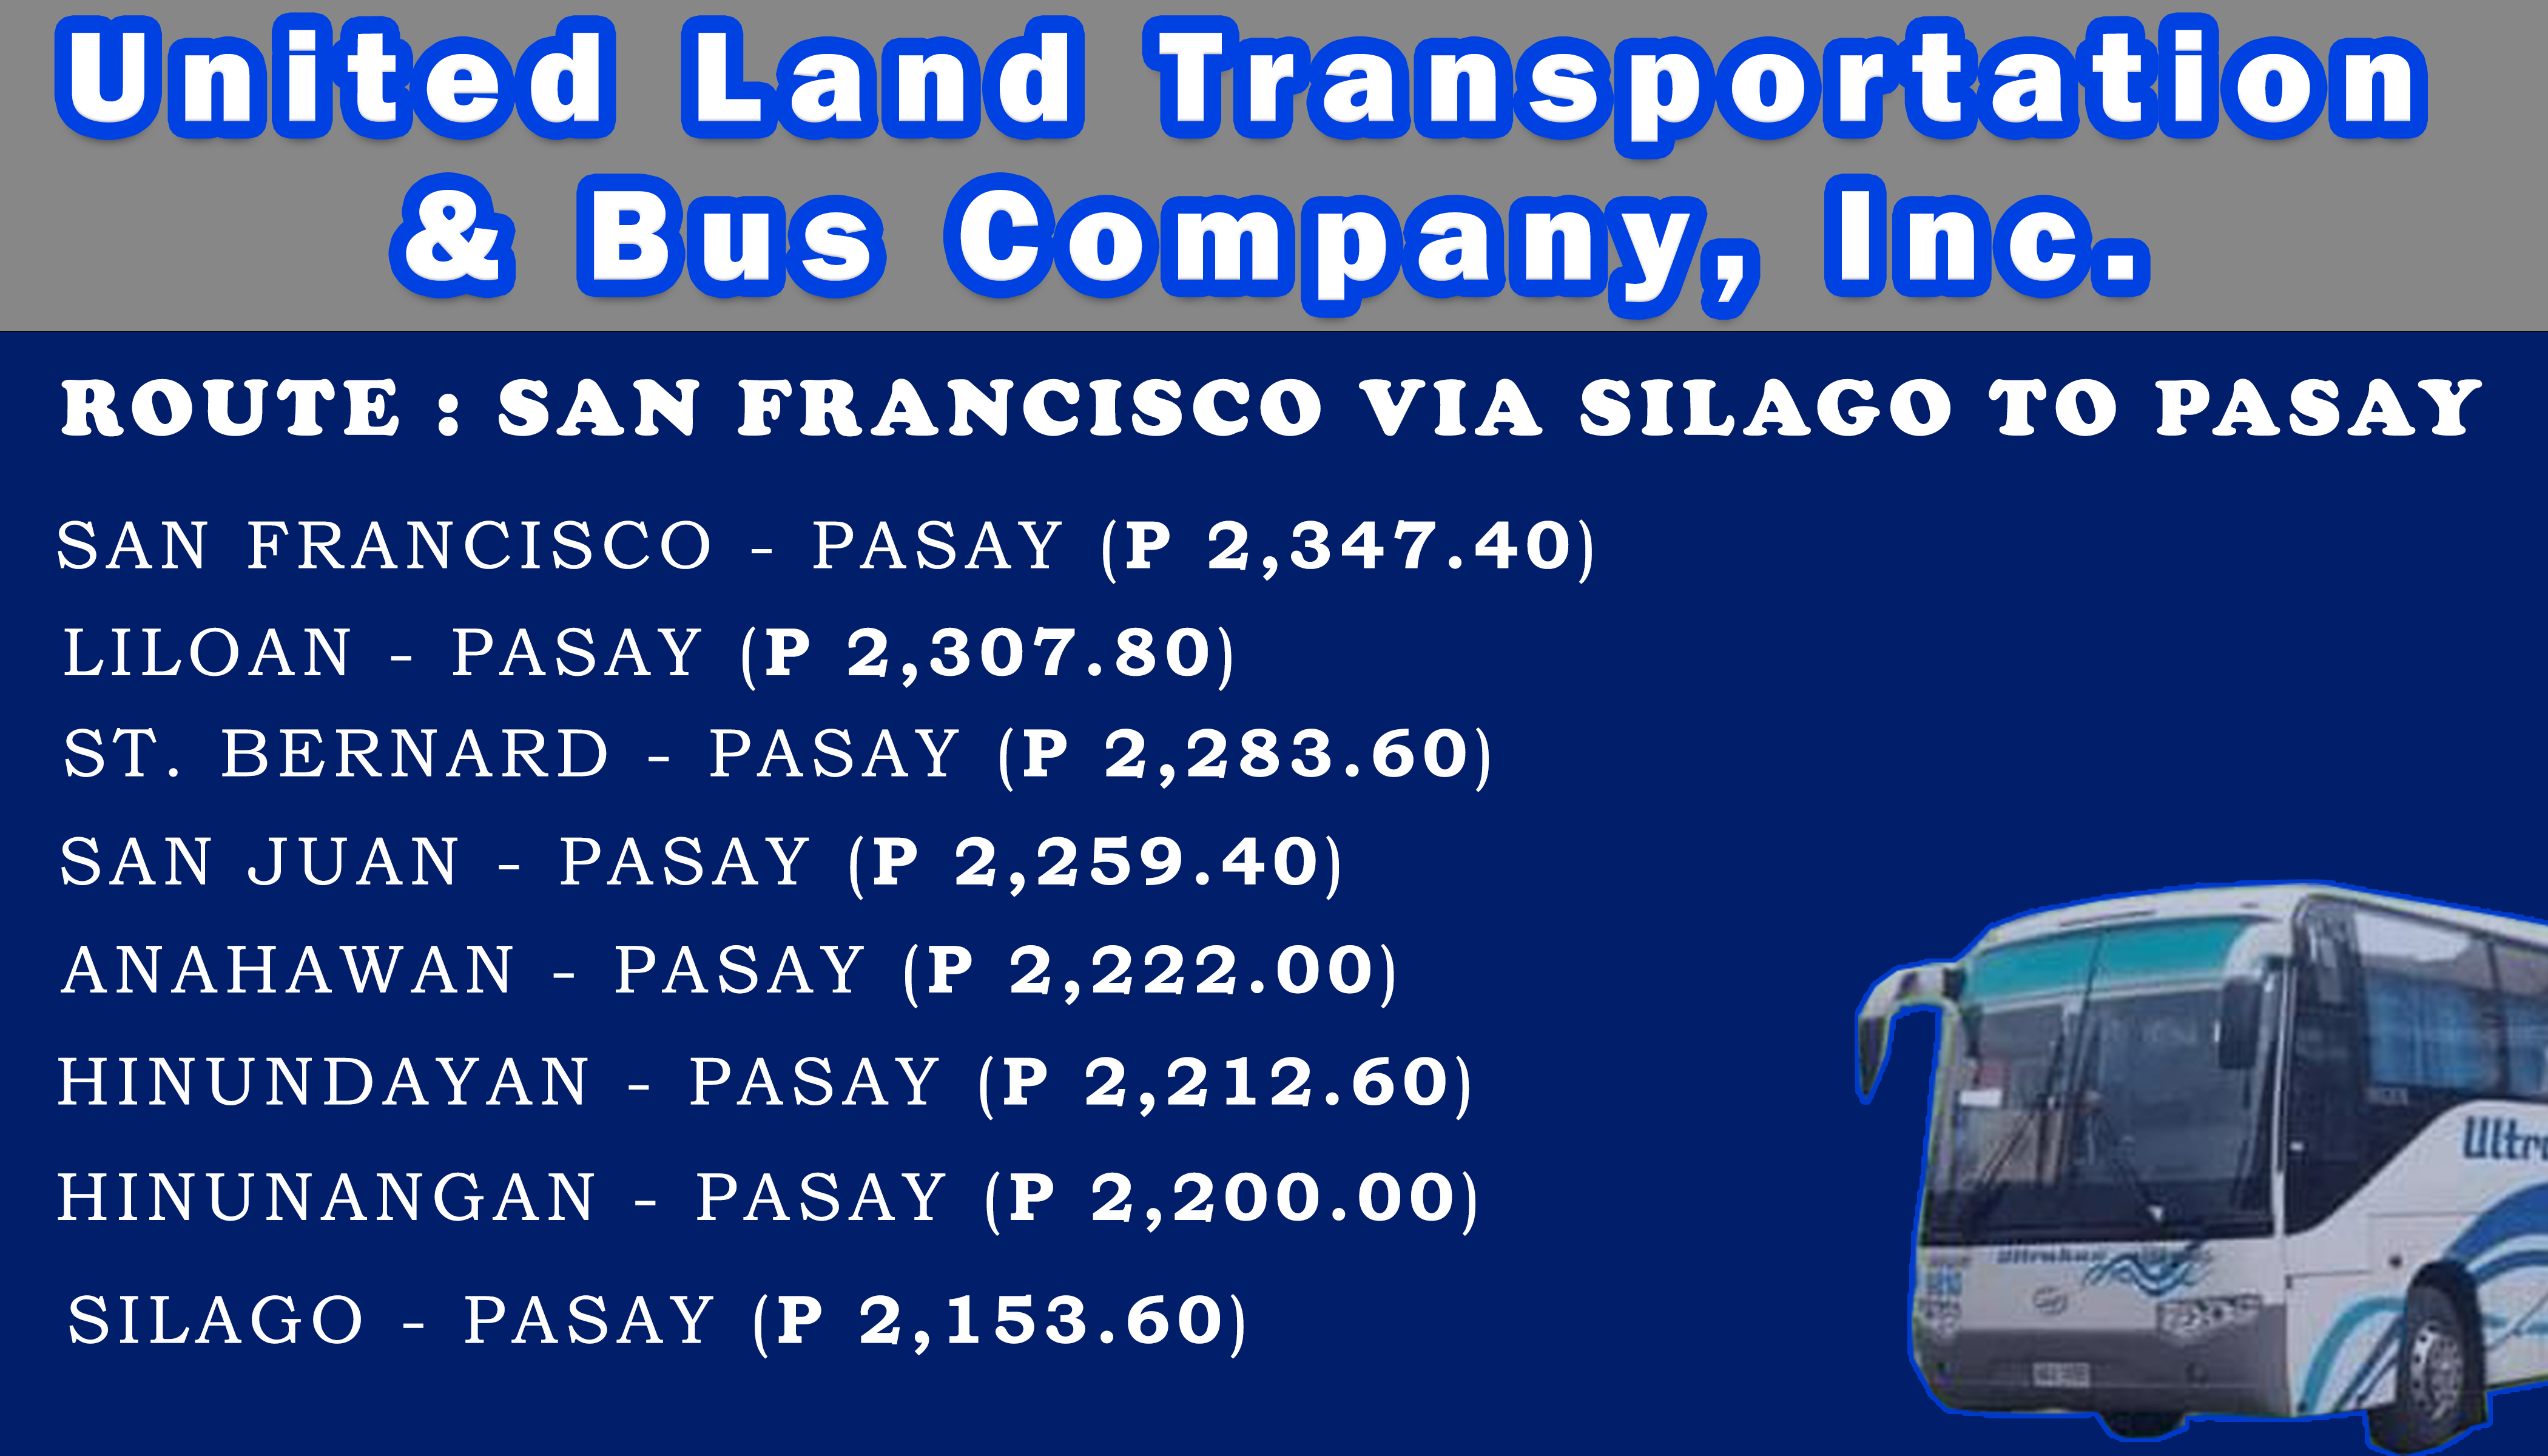 United Land Transportation
& Bus Company, Inc.
ROUTE : SAN FRANCISCO VIA SILAGO TO PASAY
SAN FRANCISCO - PASAY (P 2,347.40)
LILOAN - PASAY (P 2,307.80)
ST. BERNARD - PASAY (P 2,283.60)
SAN JUAN - PASAY (P 2,259.40)
ANAHAWAN - PASAY (P 2,222.00)
HINUNDAYAN - PASAY (P 2,212.60)
HINUNANGAN - PASAY (P 2,200.00)
SILAGO - PASAY (P 2,153.60)